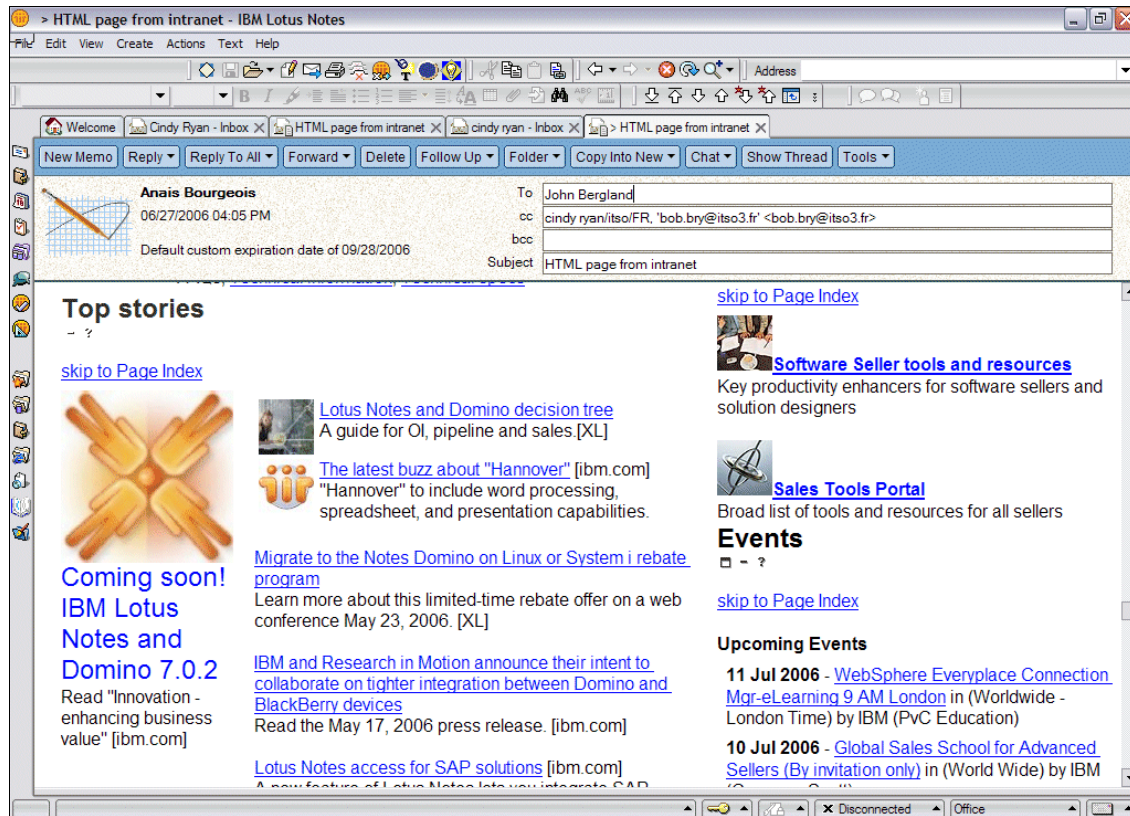 > HTML page from intranet - IBM Lotus Notes
File Edit View Create Actions Text Help
Address
Welcome Cindy Ryan - Inbox HTML page from intranet cindy ryan - Inbox > HTML page from intranet
New Memo Reply Reply To All Forward Delete Follow Up Folder Copy Into New Chat Show Thread Tools
Anais Bourgeois
06/27/2006 04:05 PM
Default custom expiration date of 09/28/2006
To John Bergland
cc cindy ryan/itso/FR, 'bob.bry@itso3.fr' <bob.bry@itso3.fr>
bcc
Subject HTML page from intranet
Top stories
skip to Page Index
Coming soon!
IBM Lotus
Notes and
Domino 7.0.2
Read "Innovation -
enhancing business
value" [ibm.com]
Lotus Notes and Domino decision tree
A guide for OI, pipeline and sales.[XL]
The latest buzz about "Hannover" [ibm.com]
"Hannover" to include word processing,
spreadsheet, and presentation capabilities.
Migrate to the Notes Domino on Linux or System i rebate
program
Learn more about this limited-time rebate offer on a web
conference May 23, 2006. [XL]
IBM and Research in Motion announce their intent to
collaborate on tighter integration between Domino and
BlackBerry devices
Read the May 17, 2006 press release. [ibm.com]
Lotus Notes access for SAP solutions [ibm.com]
A new feature of Lotus Notes lets you integrate SAP
skip to Page Index
Software Seller tools and resources
Key productivity enhancers for software sellers and
solution designers
Sales Tools Portal
Broad list of tools and resources for all sellers
Events
skip to Page Index
Upcoming Events
11 Jul 2006 - WebSphere Everyplace Connection
Mgr-eLearning 9 AM London in (Worldwide -
London Time) by IBM (PvC Education)
10 Jul 2006 - Global Sales School for Advanced
Sellers (By invitation only) in (World Wide) by IBM
Disconnected Office